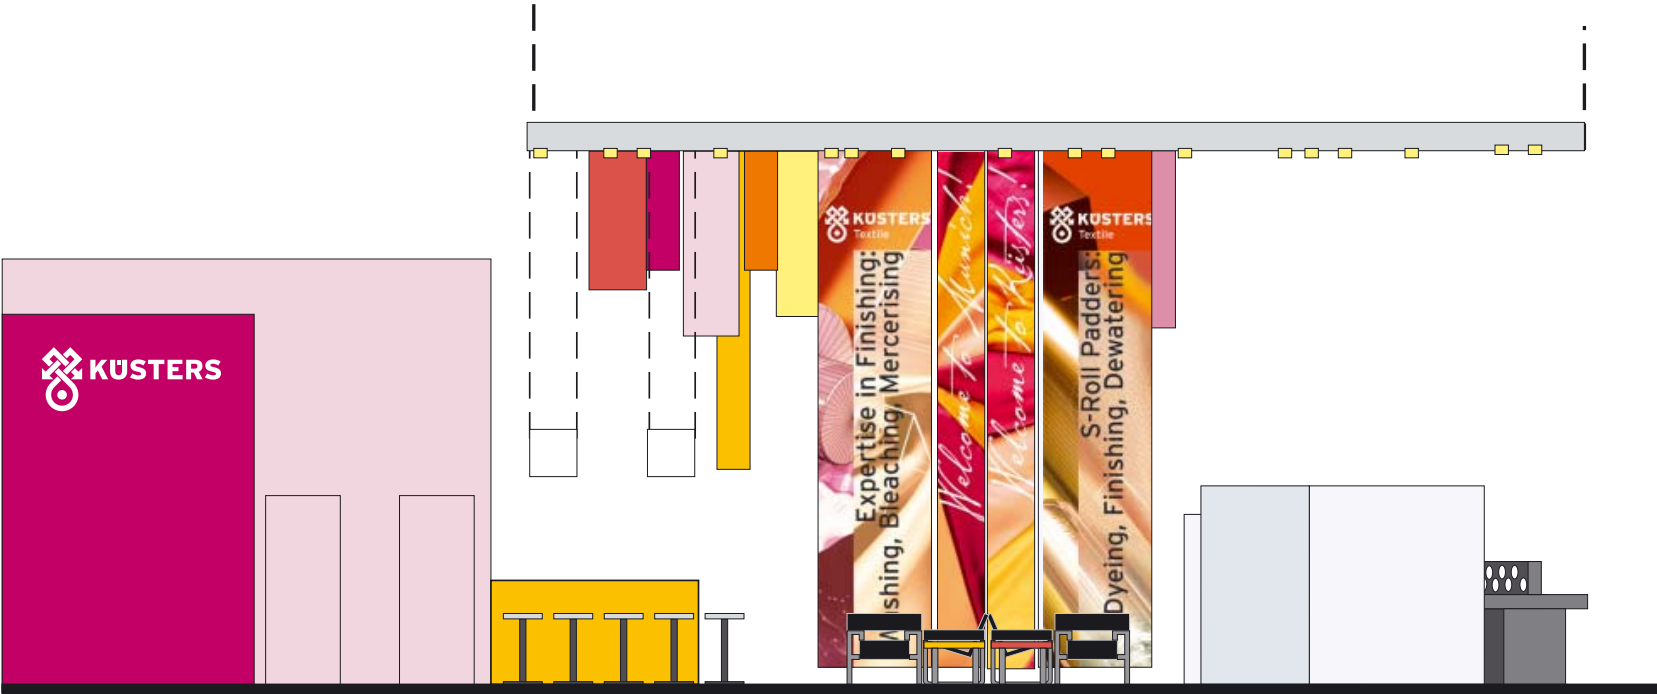 KÜSTERS
KÜSTERS
Textile
Expertise in Finishing:
Bleaching, Mercerising
Welcome to Munich!
Welcome to Küsters!
KÜSTERS
Textile
S-Roll Padders:
Dyeing, Finishing, Dewatering